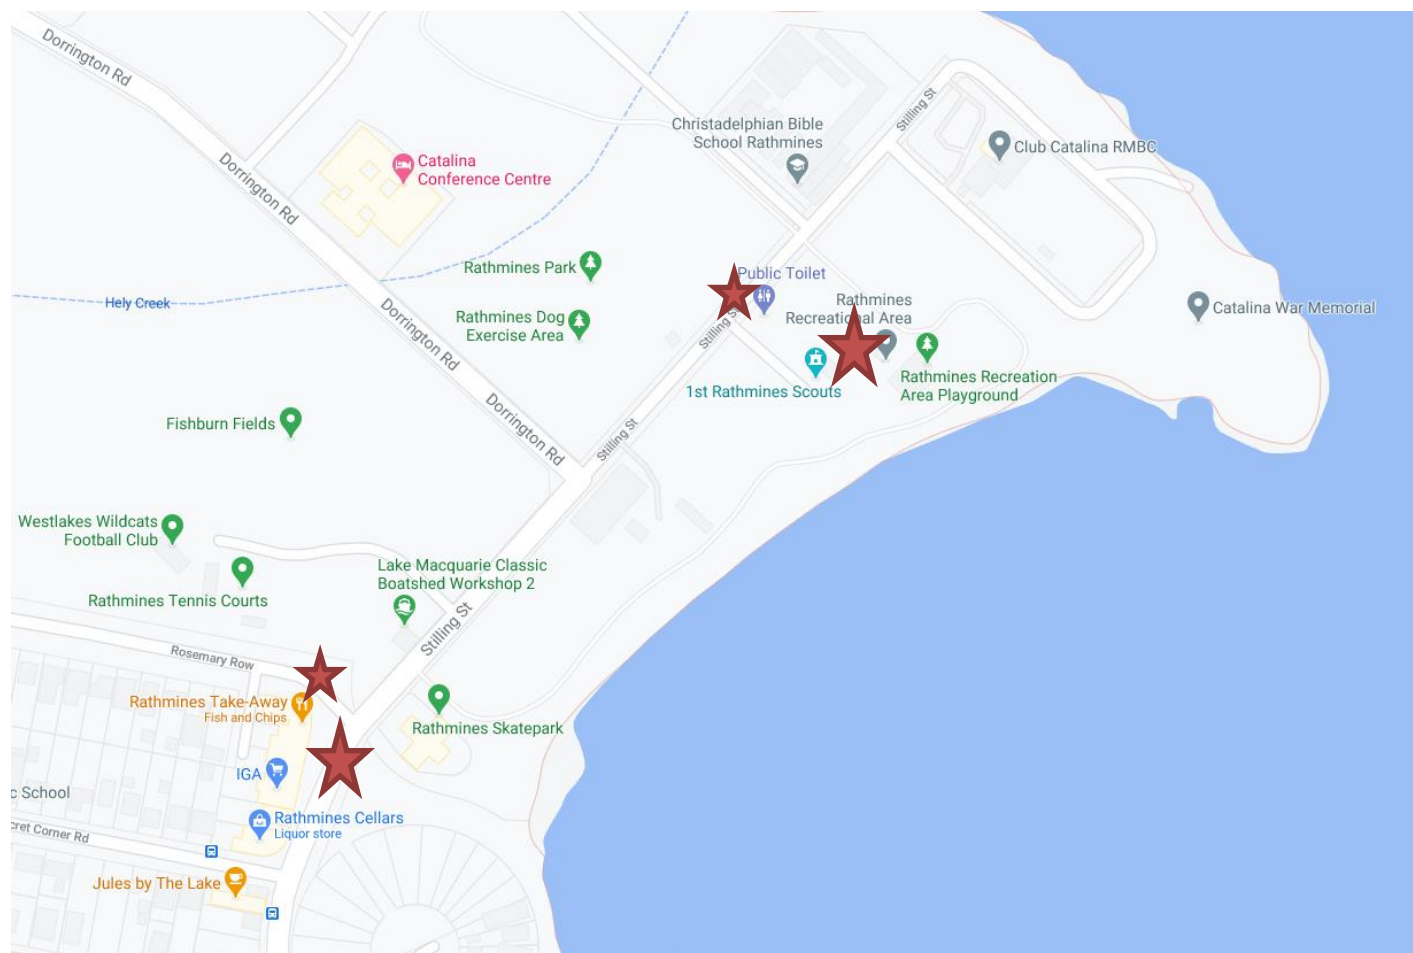 Dorrington Rd
Stilling St
Christadelphian Bible
School Rathmines
Club Catalina RMBC
Catalina
Conference Centre
Dorrington Rd
Rathmines Park
Public Toilet
Hely Creek
Rathmines
Recreational Area
Catalina War Memorial
Rathmines Dog
Exercise Area
Dorrington Rd
Stilling St
Rathmines Recreation
Area Playground
1st Rathmines Scouts
Fishburn Fields
Dorrington Rd
Stilling St
Westlakes Wildcats
Football Club
Lake Macquarie Classic
Boatshed Workshop 2
Rathmines Tennis Courts
Stilling St
Rosemary Row
Rathmines Take-Away
Fish and Chips
Rathmines Skatepark
IGA
c School
Rathmines Cellars
Liquor store
cret Corner Rd
Jules by The Lake